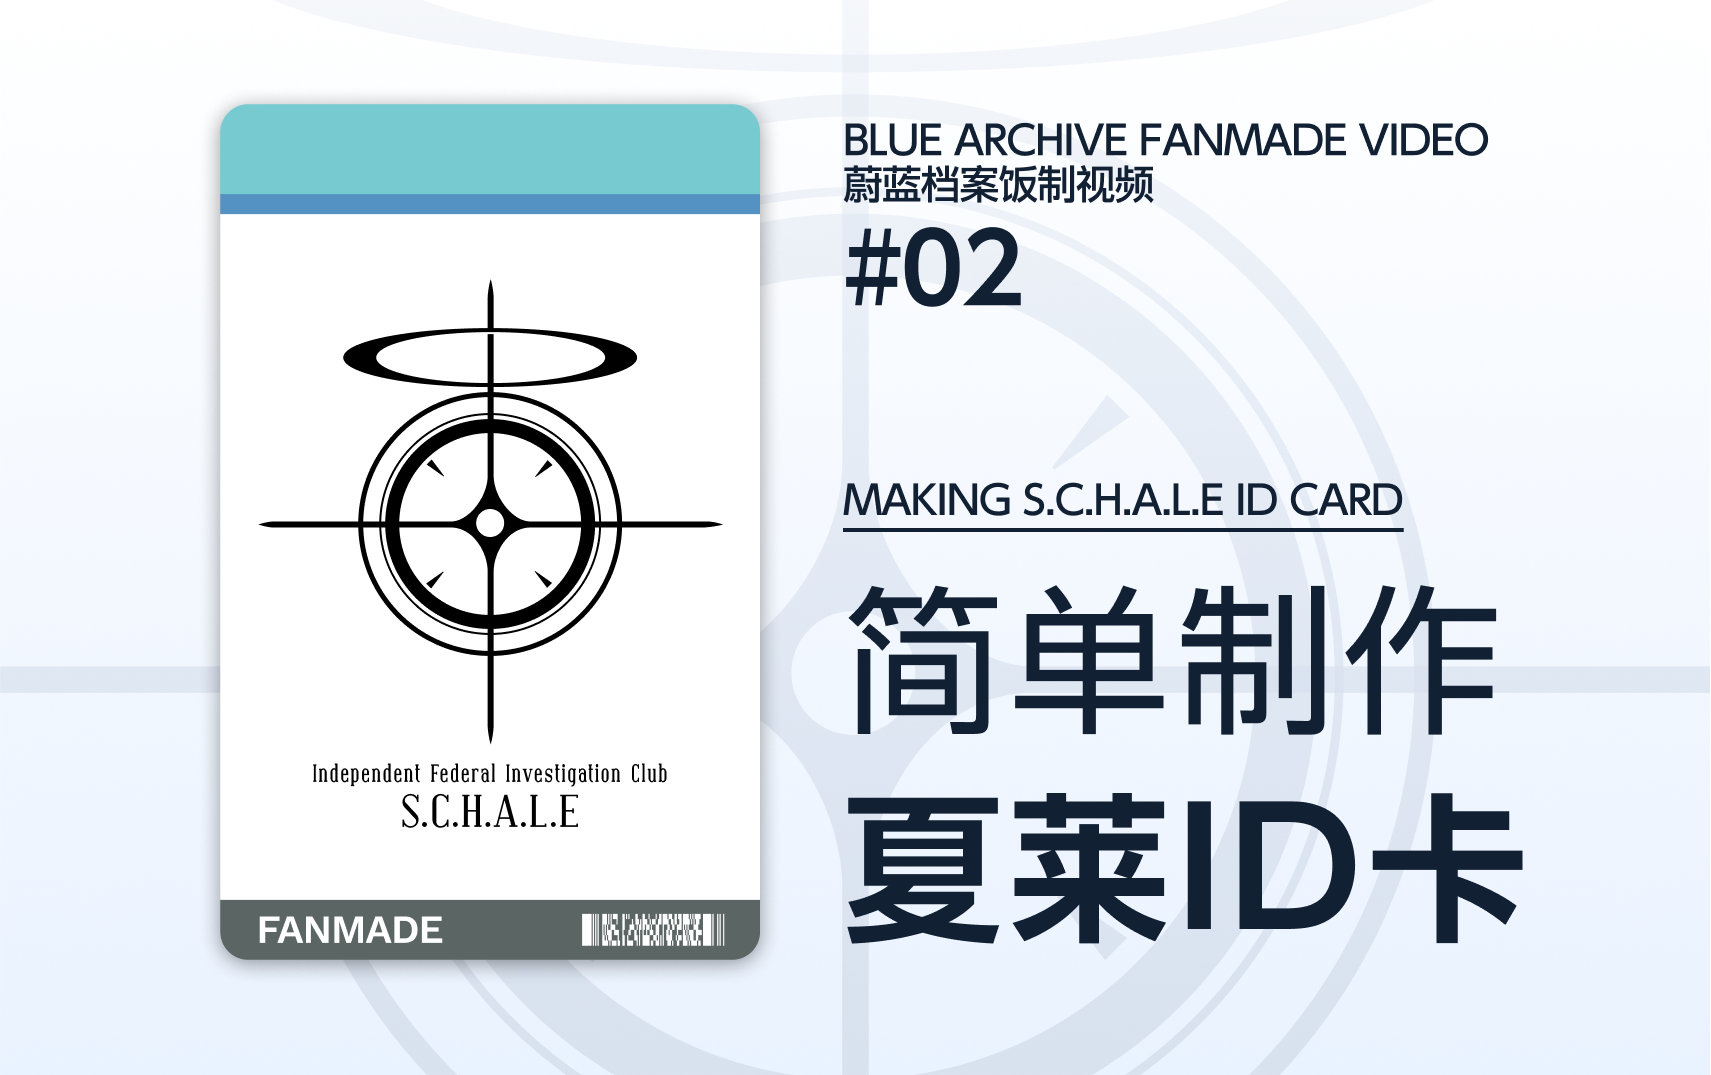 BLUE ARCHIVE FANMADE VIDEO
蔚蓝档案饭制视频
#02
MAKING S.C.H.A.L.E ID CARD
简单制作
夏莱ID卡
Independent Federal Investigation Club
S.C.H.A.L.E
FANMADE